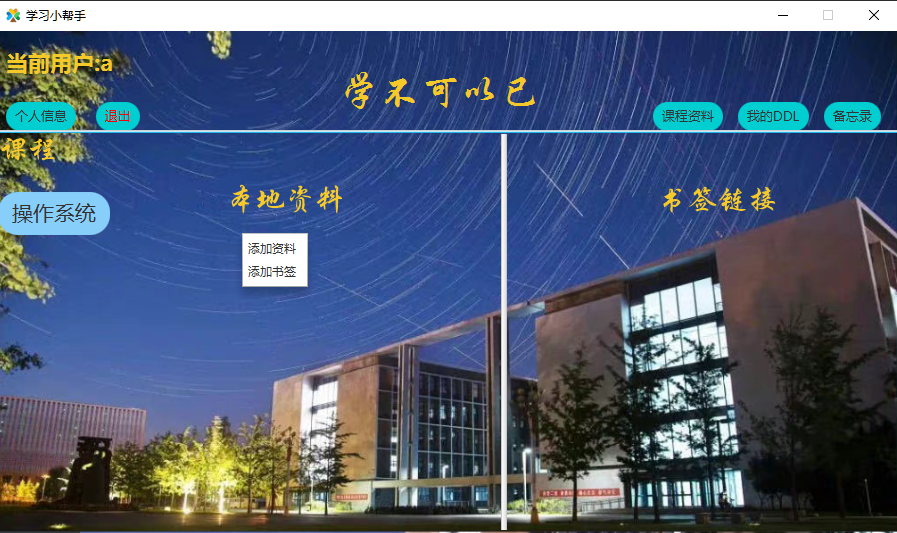 学习小帮手
当前用户:a
学不可以已
个人信息
退出
课程资料
我的DDL
备忘录
课程
操作系统
本地资料
书签链接
添加资料
添加书签